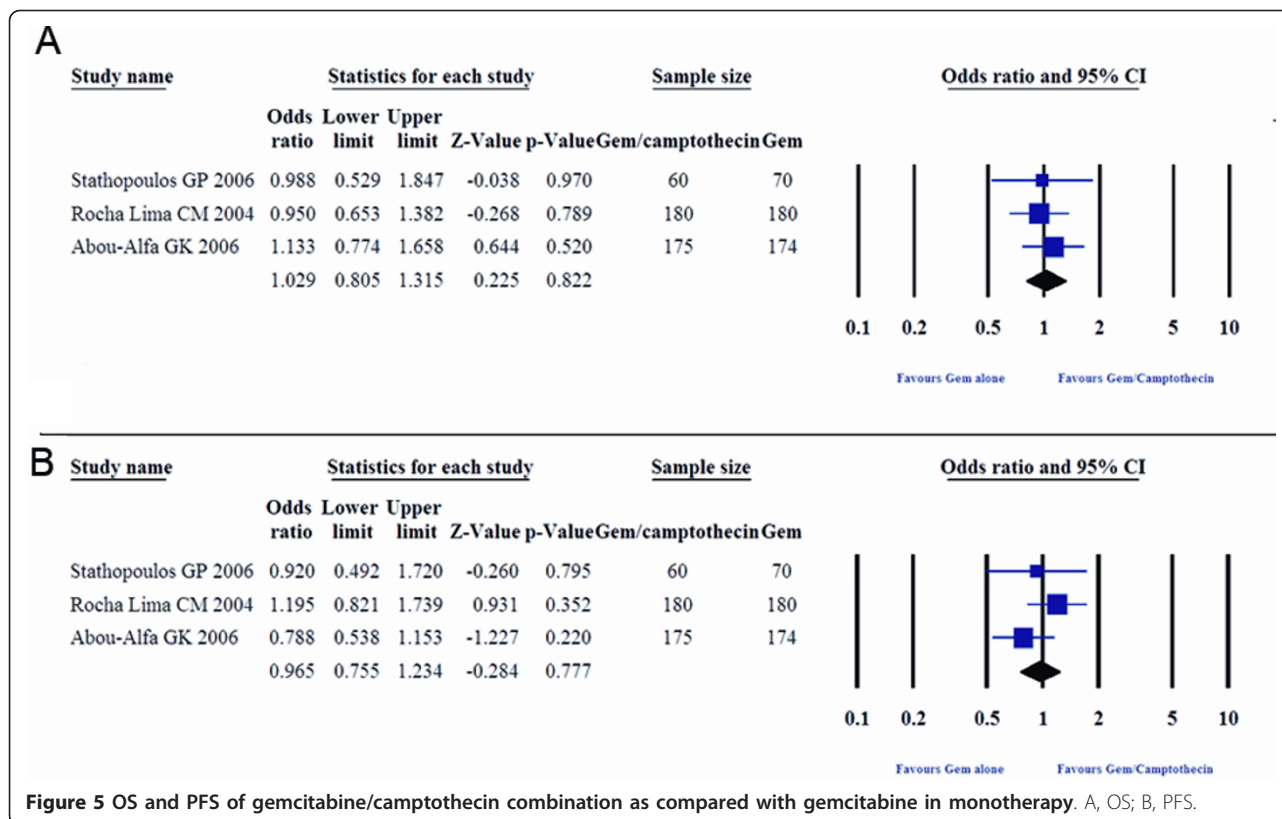 A
Study name Statistics for each study Sample size Odds ratio and 95% CI
Odds Lower Upper
ratio limit limit Z-Value p-Value Gem/camptothecin Gem
Stathopoulos GP 2006 0.988 0.529 1.847 -0.038 0.970 60 70
Rocha Lima CM 2004 0.950 0.653 1.382 -0.268 0.789 180 180
Abou-Alfa GK 2006 1.133 0.774 1.658 0.644 0.520 175 174
1.029 0.805 1.315 0.225 0.822
0.1 0.2 0.5 1 2 5 10
Favours Gem alone Favours Gem/Camptothecin
B
Study name Statistics for each study Sample size Odds ratio and 95% CI
Odds Lower Upper
ratio limit limit Z-Value p-Value Gem/camptothecin Gem
Stathopoulos GP 2006 0.920 0.492 1.720 -0.260 0.795 60 70
Rocha Lima CM 2004 1.195 0.821 1.739 0.931 0.352 180 180
Abou-Alfa GK 2006 0.788 0.538 1.153 -1.227 0.220 175 174
0.965 0.755 1.234 -0.284 0.777
0.1 0.2 0.5 1 2 5 10
Favours Gem alone Favours Gem/Camptothecin
Figure 5 OS and PFS of gemcitabine/camptothecin combination as compared with gemcitabine in monotherapy. A, OS; B, PFS.